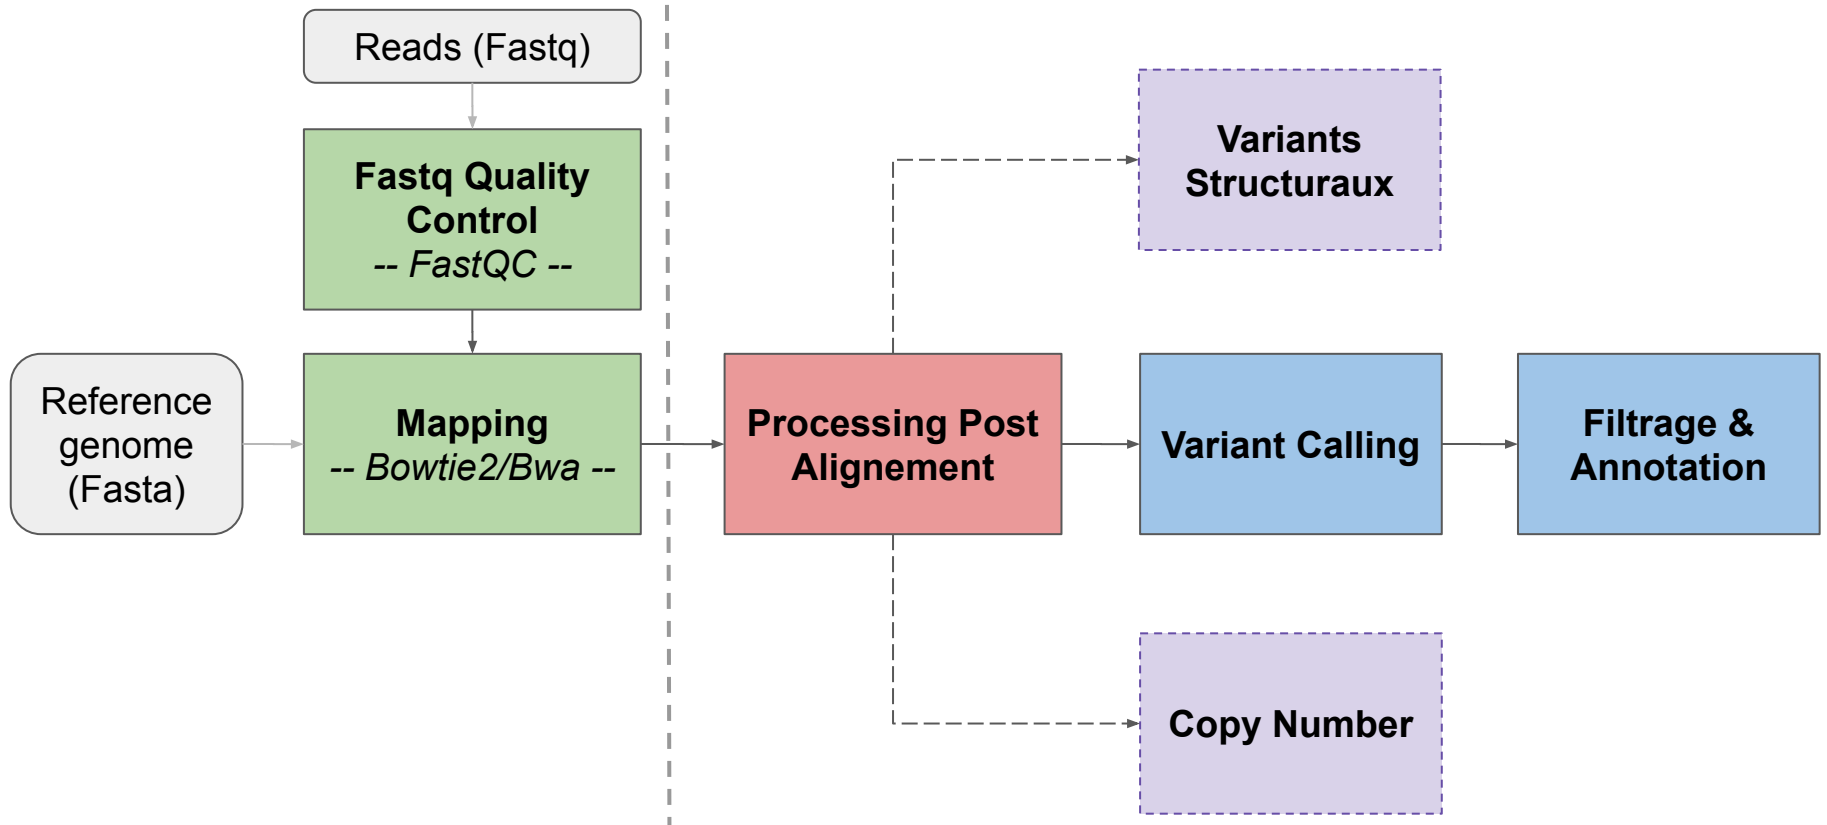 Reads (Fastq)
Fastq Quality
Control
-- FastQC --
Reference
genome
(Fasta)
Mapping
-- Bowtie2/Bwa --
Processing Post
Alignement
Variants
Structuraux
Variant Calling
Filtrage &
Annotation
Copy Number